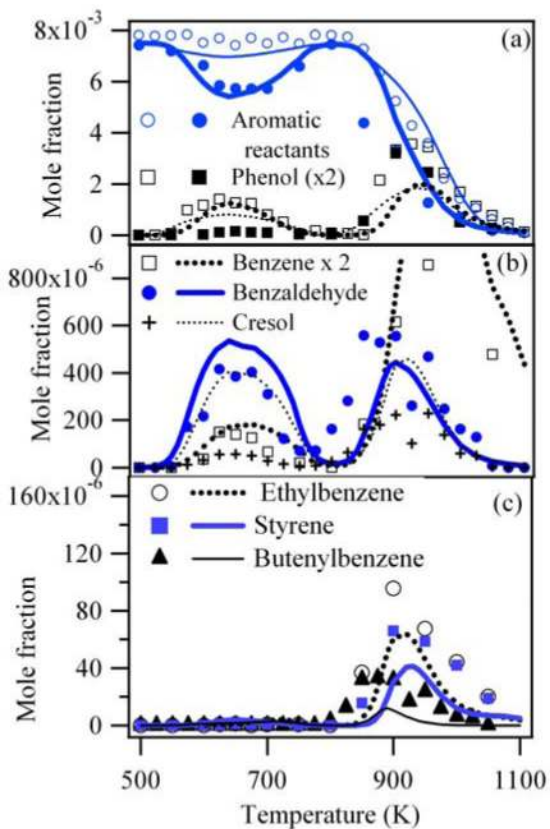 8x10⁻³
(a)
6
4
2
0
Mole fraction
Aromatic
reactants
Phenol (x2)
800x10⁻⁶
(b)
600
400
200
0
Mole fraction
Benzene x 2
Benzaldehyde
Cresol
160x10⁻⁶
(c)
120
80
40
0
Mole fraction
Ethylbenzene
Styrene
Butenylbenzene
500
700
900
1100
Temperature (K)